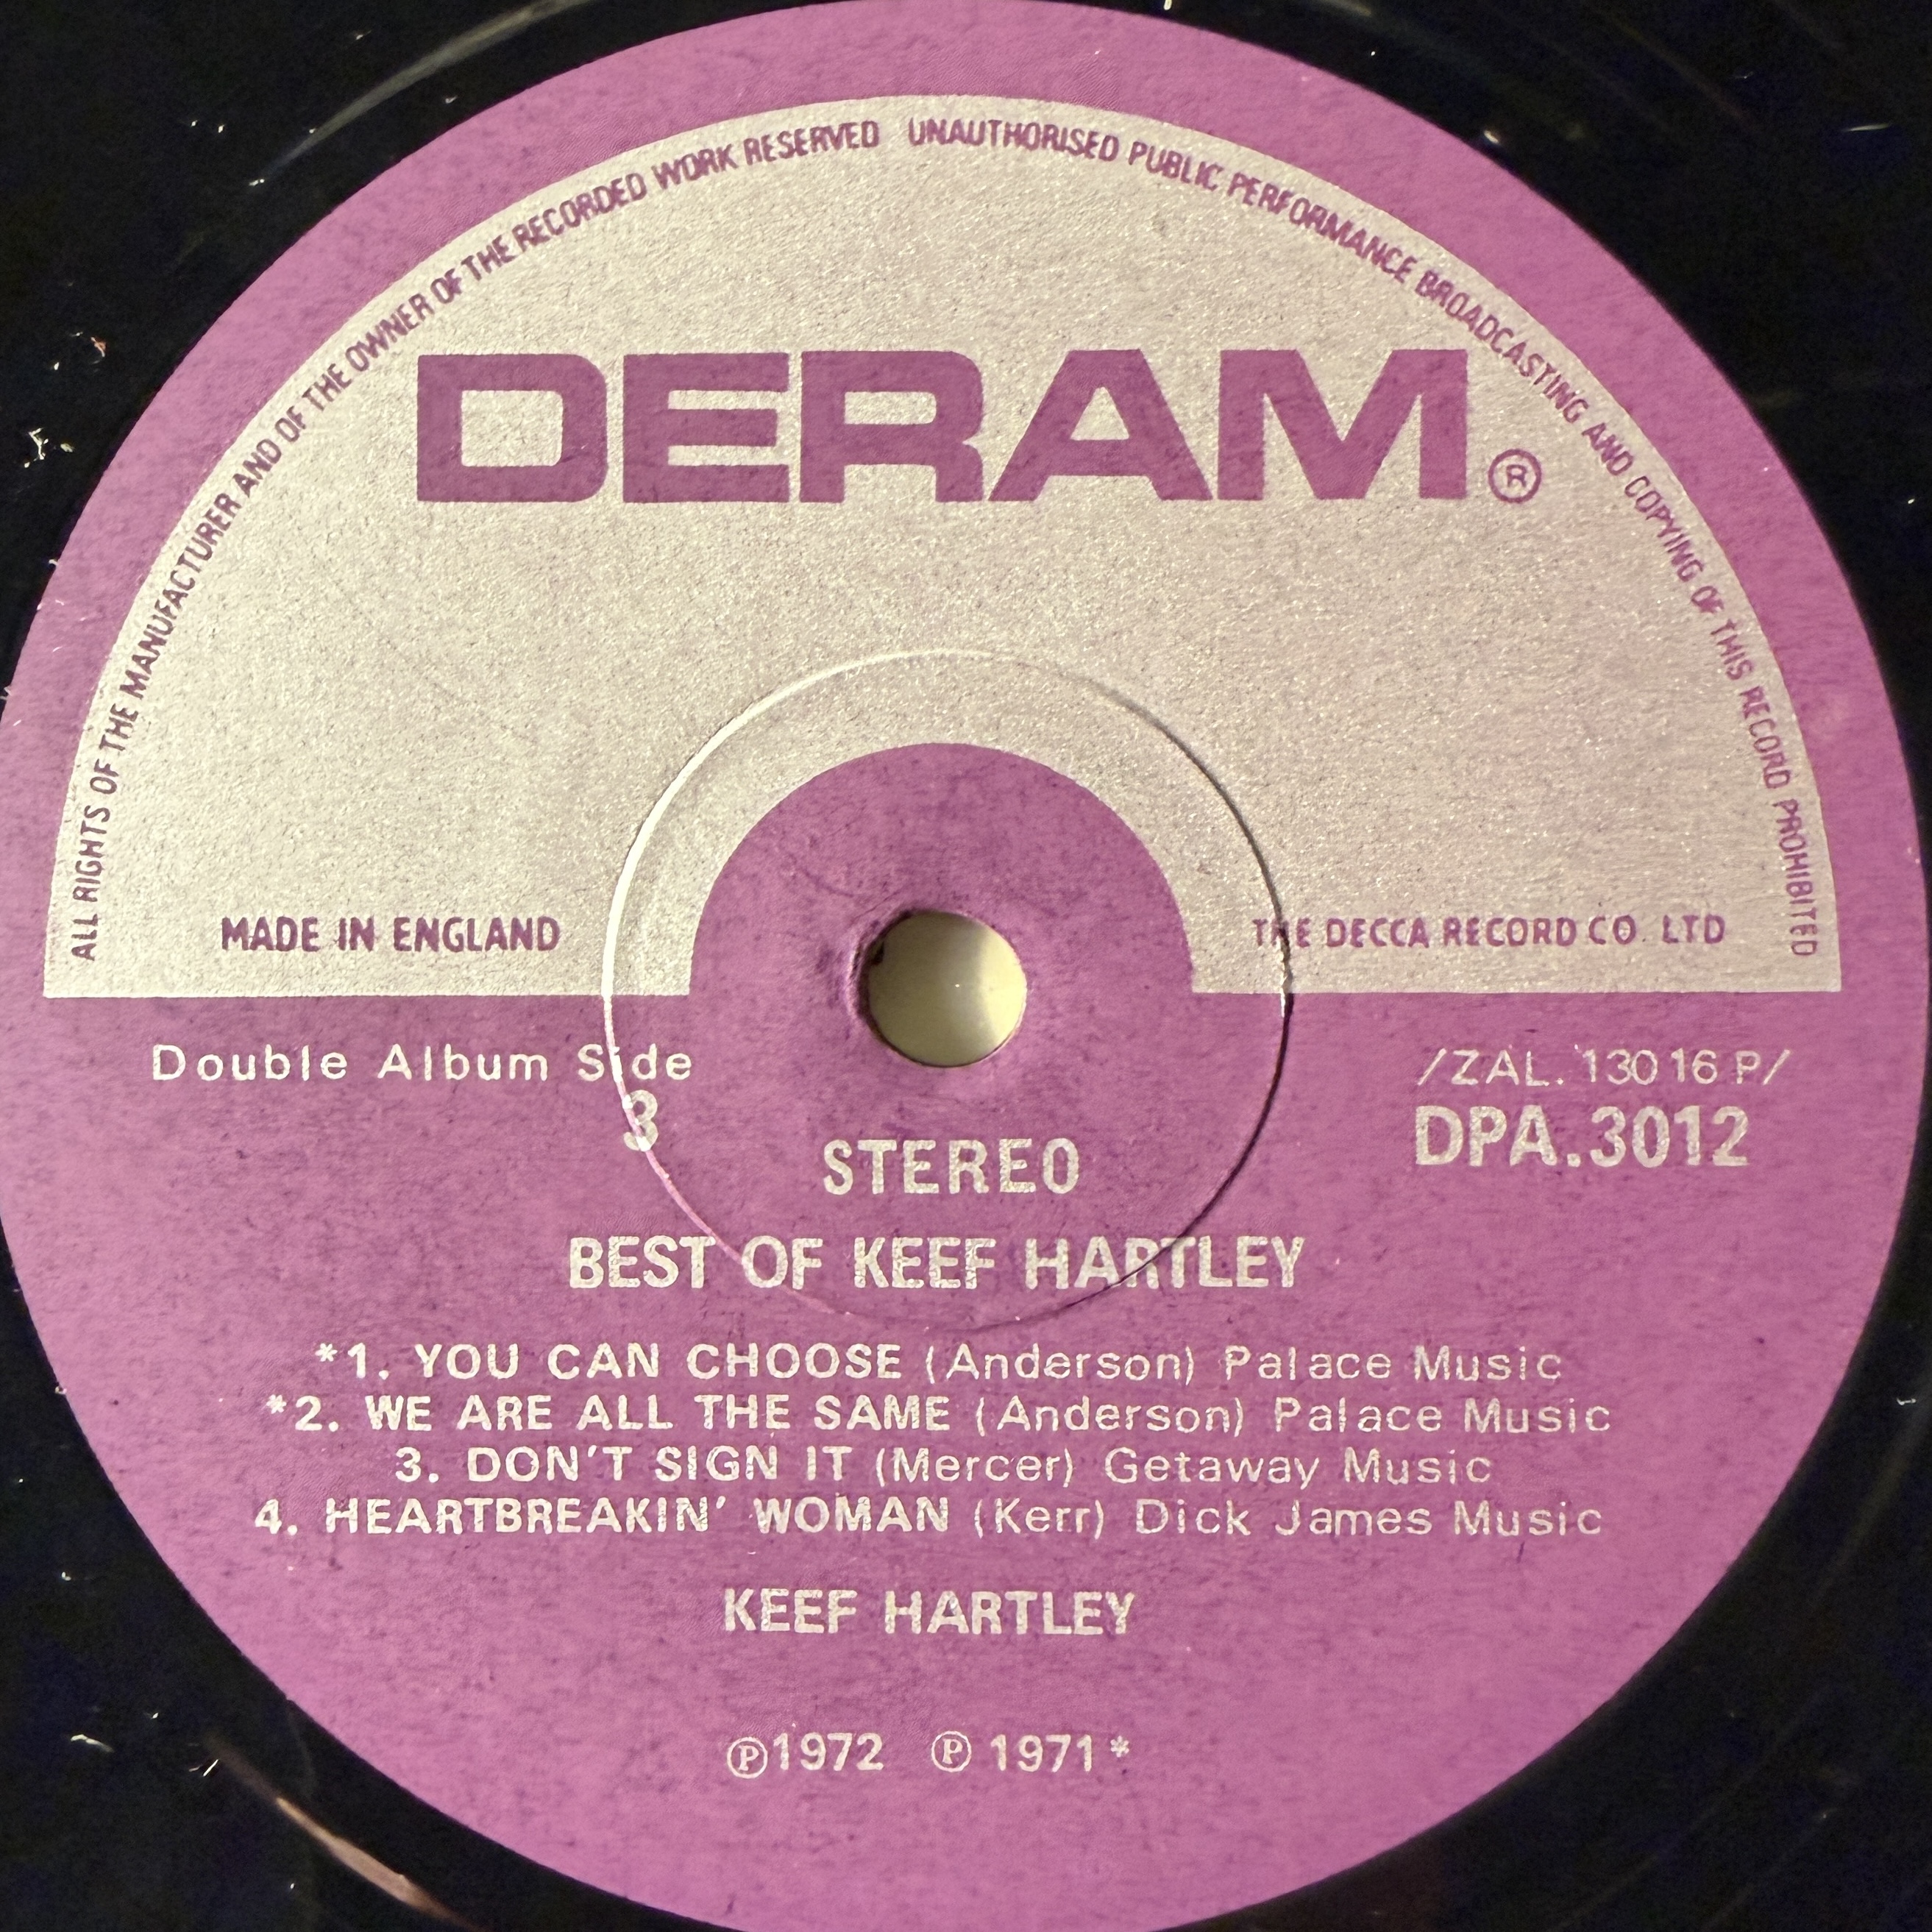 ALL RIGHTS OF THE MANUFACTURER AND OF THE OWNER OF THE RECORDED WORK RESERVED UNAUTHORISED PUBLIC PERFORMANCE BROADCASTING AND COPYING OF THIS RECORD PROHIBITED
DERAM ®
MADE IN ENGLAND
THE DECCA RECORD CO. LTD
Double Album Side
3
/ZAL. 13016 P/
DPA.3012
STEREO
BEST OF KEEF HARTLEY
*1. YOU CAN CHOOSE (Anderson) Palace Music
*2. WE ARE ALL THE SAME (Anderson) Palace Music
3. DON'T SIGN IT (Mercer) Getaway Music
4. HEARTBREAKIN' WOMAN (Kerr) Dick James Music
KEEF HARTLEY
℗1972 ℗ 1971*